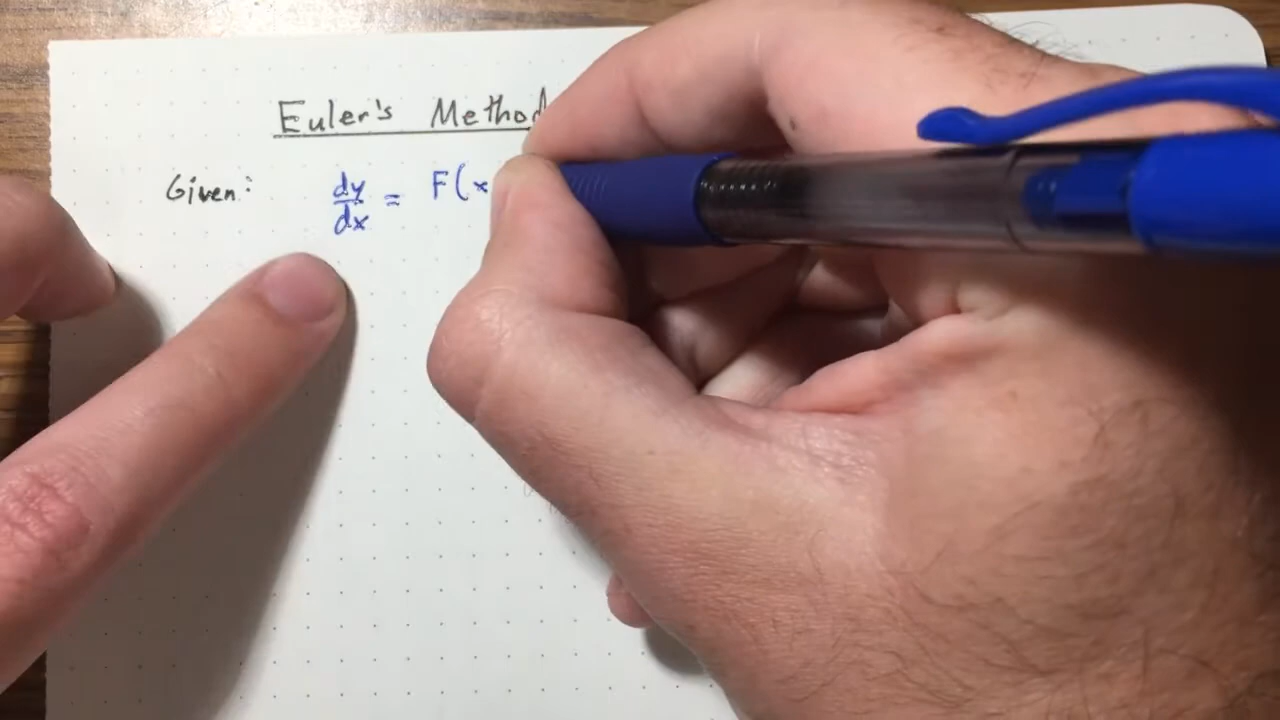 Euler's Method
Given: dy/dx = F(x